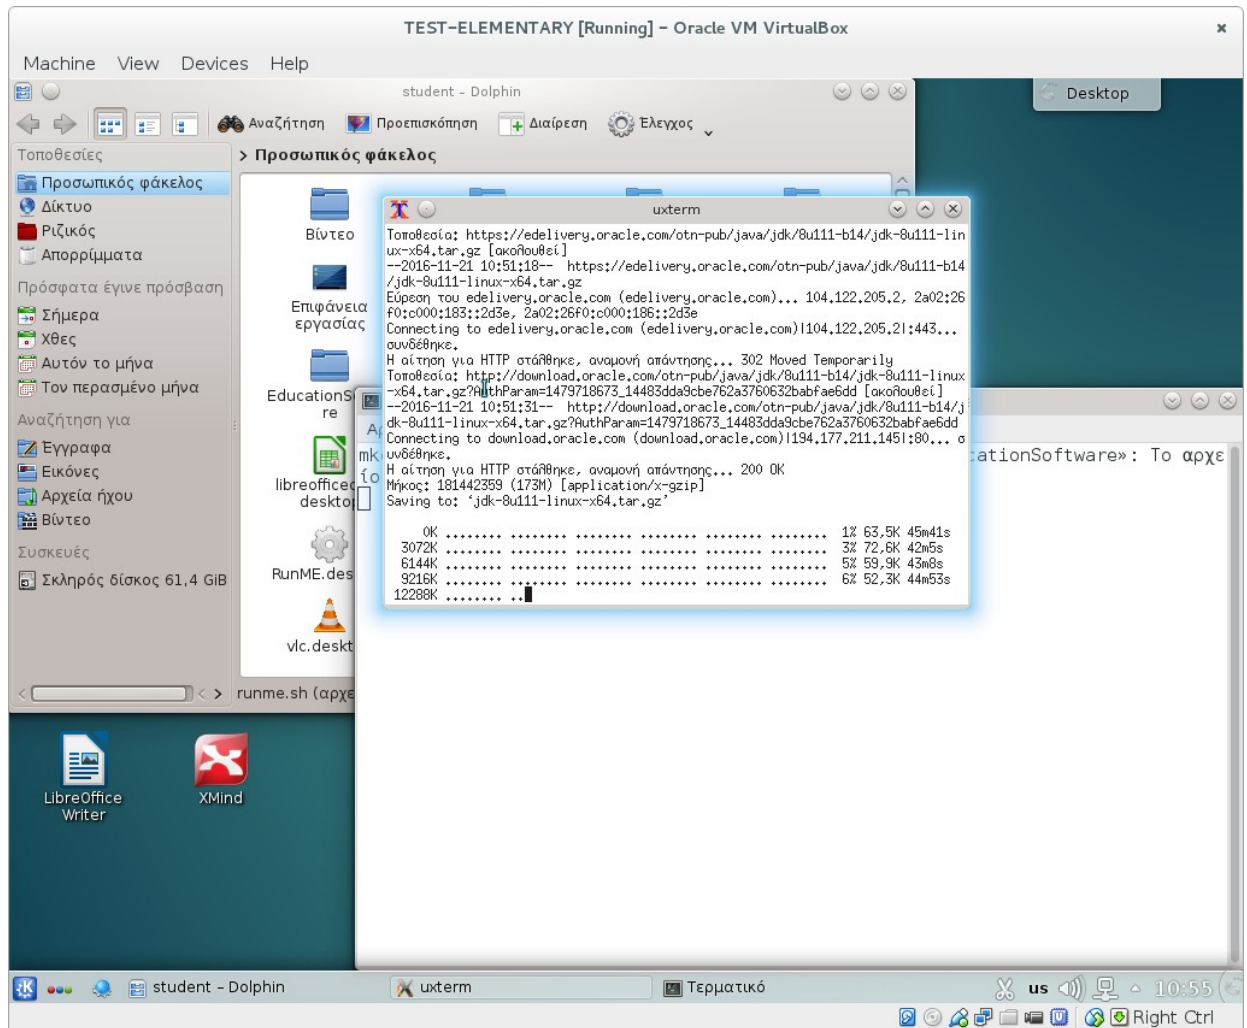 TEST-ELEMENTARY [Running] – Oracle VM VirtualBox
Machine View Devices Help
student – Dolphin
Desktop
Αναζήτηση Προεπισκόπηση Διαίρεση Έλεγχος
Τοποθεσίες
> Προσωπικός φάκελος
Προσωπικός φάκελος
Δίκτυο
Ριζικός
Απορρίμματα
Πρόσφατα έγινε πρόσβαση
Σήμερα
Χθες
Αυτόν το μήνα
Τον περασμένο μήνα
Αναζήτηση για
Έγγραφα
Εικόνες
Αρχεία ήχου
Βίντεο
Συσκευές
Σκληρός δίσκος 61,4 GiB
Βίντεο
Επιφάνεια
εργασίας
EducationS
re
libreoffice
desktop
RunME.des
vlc.deskt
runme.sh (αρχε
uxterm
Τοποθεσία: https://edelivery.oracle.com/otn-pub/java/jdk/8u111-b14/jdk-8u111-lin
ux-x64.tar.gz [ακολουθεί]
--2016-11-21 10:51:18-- https://edelivery.oracle.com/otn-pub/java/jdk/8u111-b14
/jdk-8u111-linux-x64.tar.gz
Εύρεση του edelivery.oracle.com (edelivery.oracle.com)... 104.122.205.2, 2a02:26
f0:c000:183::2d3e, 2a02:26f0:c000:186::2d3e
Connecting to edelivery.oracle.com (edelivery.oracle.com)|104.122.205.2|:443...
συνδέθηκε.
Η αίτηση για HTTP στάλθηκε, αναμονή απάντησης... 302 Moved Temporarily
Τοποθεσία: http://download.oracle.com/otn-pub/java/jdk/8u111-b14/jdk-8u111-linux
-x64.tar.gz?AuthParam=1479718673_14483dda9cbe762a3760632babfae6dd [ακολουθεί]
--2016-11-21 10:51:31-- http://download.oracle.com/otn-pub/java/jdk/8u111-b14/j
dk-8u111-linux-x64.tar.gz?AuthParam=1479718673_14483dda9cbe762a3760632babfae6dd
Connecting to download.oracle.com (download.oracle.com)|194.177.211.145|:80... σ
υνδέθηκε.
Η αίτηση για HTTP στάλθηκε, αναμονή απάντησης... 200 OK
Μήκος: 181442359 (173M) [application/x-gzip]
Saving to: ‘jdk-8u111-linux-x64.tar.gz’
0K ........ ........ ........ ........ ........ ........ 1% 63,5K 45m41s
3072K ........ ........ ........ ........ ........ ........ 3% 72,6K 42m5s
6144K ........ ........ ........ ........ ........ ........ 5% 59,9K 43m8s
9216K ........ ........ ........ ........ ........ ........ 6% 52,3K 44m53s
12288K ........ ..
cationSoftware»: Το αρχε
ίο
LibreOffice
Writer
XMind
student – Dolphin
uxterm
Τερματικό
us
10:55
Right Ctrl